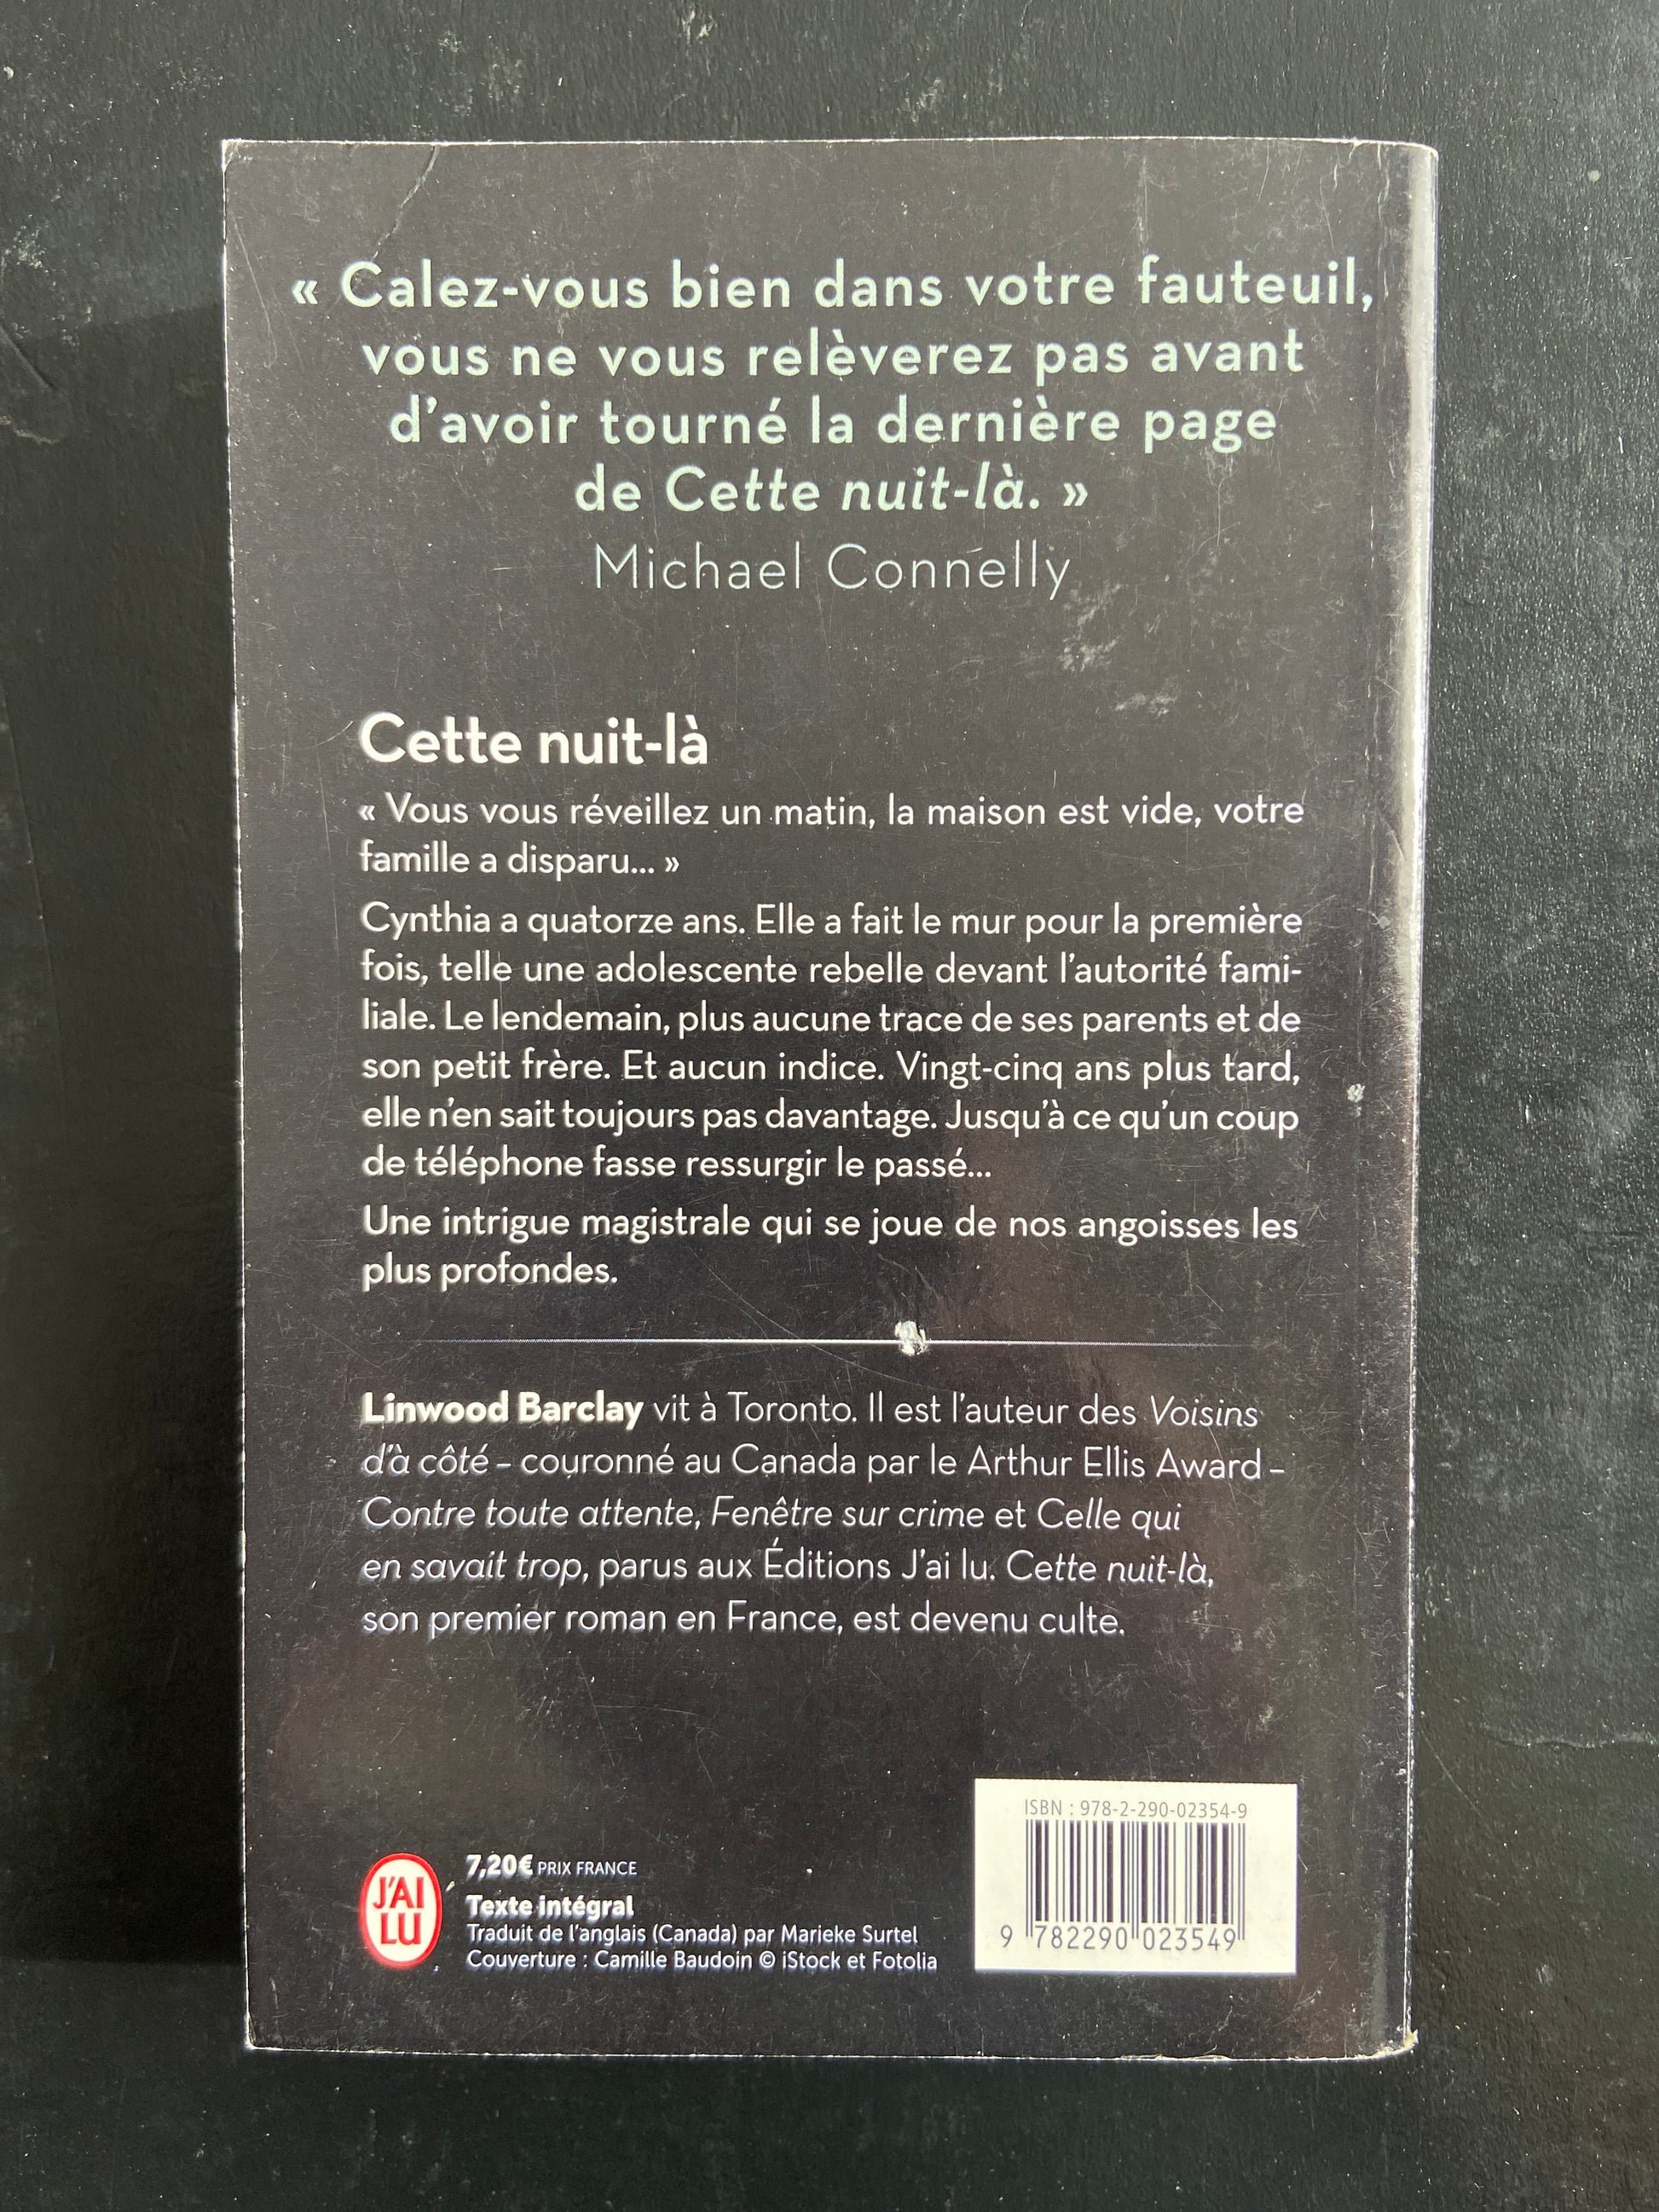 « Calez-vous bien dans votre fauteuil,
vous ne vous relèverez pas avant
d'avoir tourné la dernière page
de Cette nuit-là. »
Michael Connelly
Cette nuit-là
« Vous vous réveillez un matin, la maison est vide, votre
famille a disparu... »
Cynthia a quatorze ans. Elle a fait le mur pour la première
fois, telle une adolescente rebelle devant l'autorité fami-
liale. Le lendemain, plus aucune trace de ses parents et de
son petit frère. Et aucun indice. Vingt-cinq ans plus tard,
elle n'en sait toujours pas davantage. Jusqu'à ce qu'un coup
de téléphone fasse ressurgir le passé...
Une intrigue magistrale qui se joue de nos angoisses les
plus profondes.
Linwood Barclay vit à Toronto. Il est l'auteur des Voisins
d'à côté – couronné au Canada par le Arthur Ellis Award –
Contre toute attente, Fenêtre sur crime et Celle qui
en savait trop, parus aux Éditions J'ai lu. Cette nuit-là,
son premier roman en France, est devenu culte.
J'AI
LU
7,20€ PRIX FRANCE
Texte intégral
Traduit de l'anglais (Canada) par Marieke Surtel
Couverture : Camille Baudoin © iStock et Fotolia
ISBN : 978-2-290-02354-9
9 782290 023549